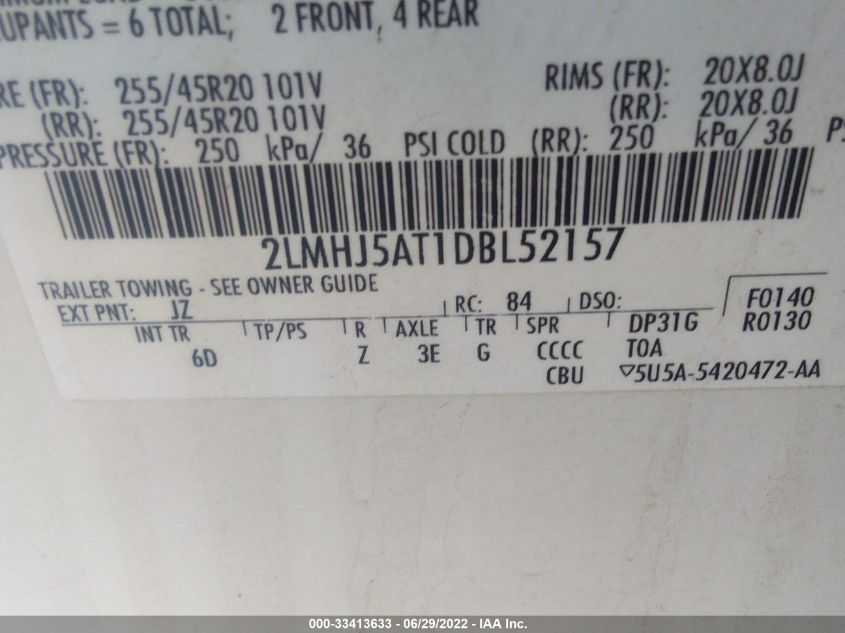 UPANTS = 6 TOTAL; 2 FRONT, 4 REAR
RE (FR): 255/45R20 101V RIMS (FR): 20X8.0J
(RR): 255/45R20 101V (RR): 20X8.0J
PRESSURE (FR): 250 kPa/ 36 PSI COLD (RR): 250 kPa/ 36 PS
2LMHJ5AT1DBL52157
TRAILER TOWING - SEE OWNER GUIDE
EXT PNT: JZ RC: 84 DSO: F0140
INT TR TP/PS R AXLE TR SPR DP31G R0130
6D Z 3E G CCCC TOA
CBU ▽5U5A-5420472-AA
000-33413633 - 06/29/2022 - IAA Inc.